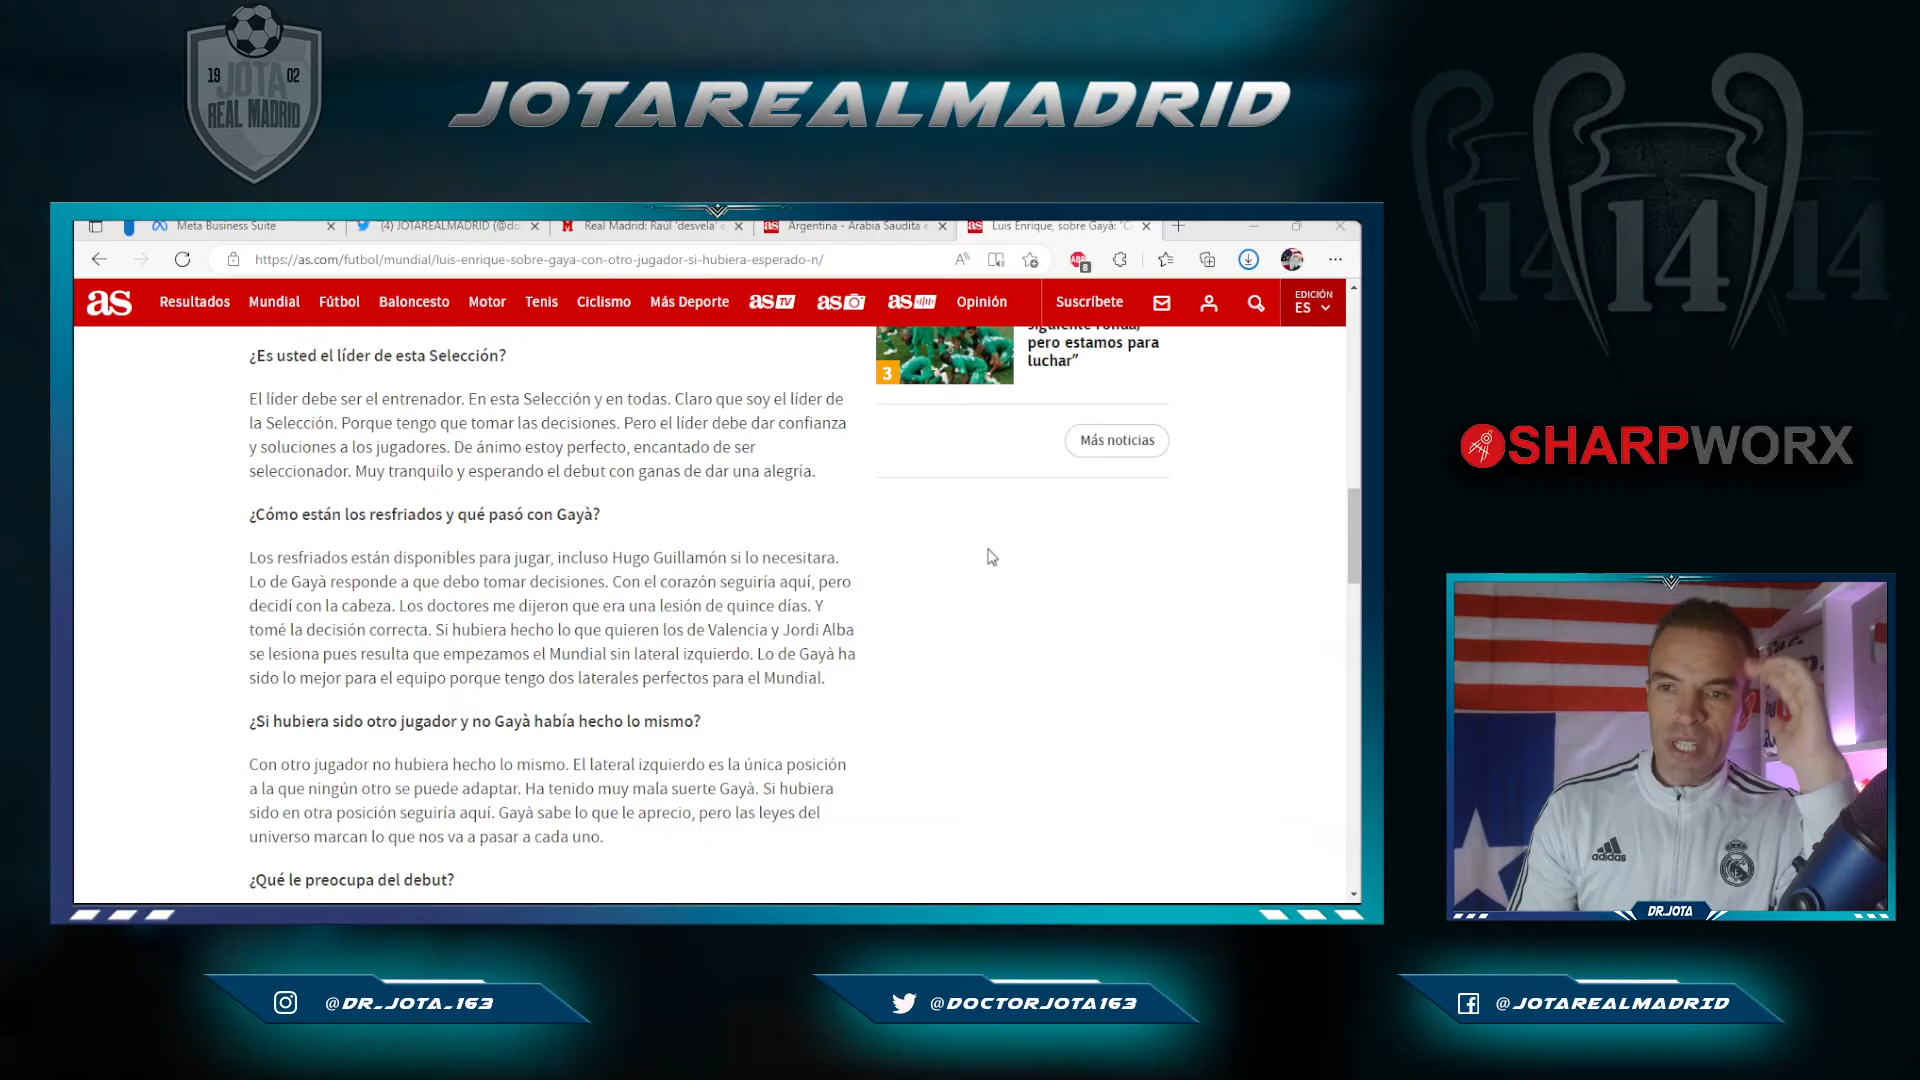 19 02
JOTA
REAL MADRID
JOTAREALMADRID
14 14 14
Meta Business Suite
(4) JOTAREALMADRID (@do
Real Madrid: Raúl 'desvela' e
Argentina - Arabia Saudita e
Luis Enrique, sobre Gayà: "C
https://as.com/futbol/mundial/luis-enrique-sobre-gaya-con-otro-jugador-si-hubiera-esperado-n/
8
as Resultados Mundial Fútbol Baloncesto Motor Tenis Ciclismo Más Deporte as TV as as Opinión Suscríbete EDICIÓN ES
¿Es usted el líder de esta Selección?
El líder debe ser el entrenador. En esta Selección y en todas. Claro que soy el líder de
la Selección. Porque tengo que tomar las decisiones. Pero el líder debe dar confianza
y soluciones a los jugadores. De ánimo estoy perfecto, encantado de ser
seleccionador. Muy tranquilo y esperando el debut con ganas de dar una alegría.
¿Cómo están los resfriados y qué pasó con Gayà?
Los resfriados están disponibles para jugar, incluso Hugo Guillamón si lo necesitara.
Lo de Gayà responde a que debo tomar decisiones. Con el corazón seguiría aquí, pero
decidí con la cabeza. Los doctores me dijeron que era una lesión de quince días. Y
tomé la decisión correcta. Si hubiera hecho lo que quieren los de Valencia y Jordi Alba
se lesiona pues resulta que empezamos el Mundial sin lateral izquierdo. Lo de Gayà ha
sido lo mejor para el equipo porque tengo dos laterales perfectos para el Mundial.
¿Si hubiera sido otro jugador y no Gayà había hecho lo mismo?
Con otro jugador no hubiera hecho lo mismo. El lateral izquierdo es la única posición
a la que ningún otro se puede adaptar. Ha tenido muy mala suerte Gayà. Si hubiera
sido en otra posición seguiría aquí. Gayà sabe lo que le aprecio, pero las leyes del
universo marcan lo que nos va a pasar a cada uno.
¿Qué le preocupa del debut?
siguiente ronda,
pero estamos para
luchar”
3
Más noticias
SHARPWORX
adidas
DR.JOTA
@DR_JOTA_163
@DOCTORJOTA163
@JOTAREALMADRID